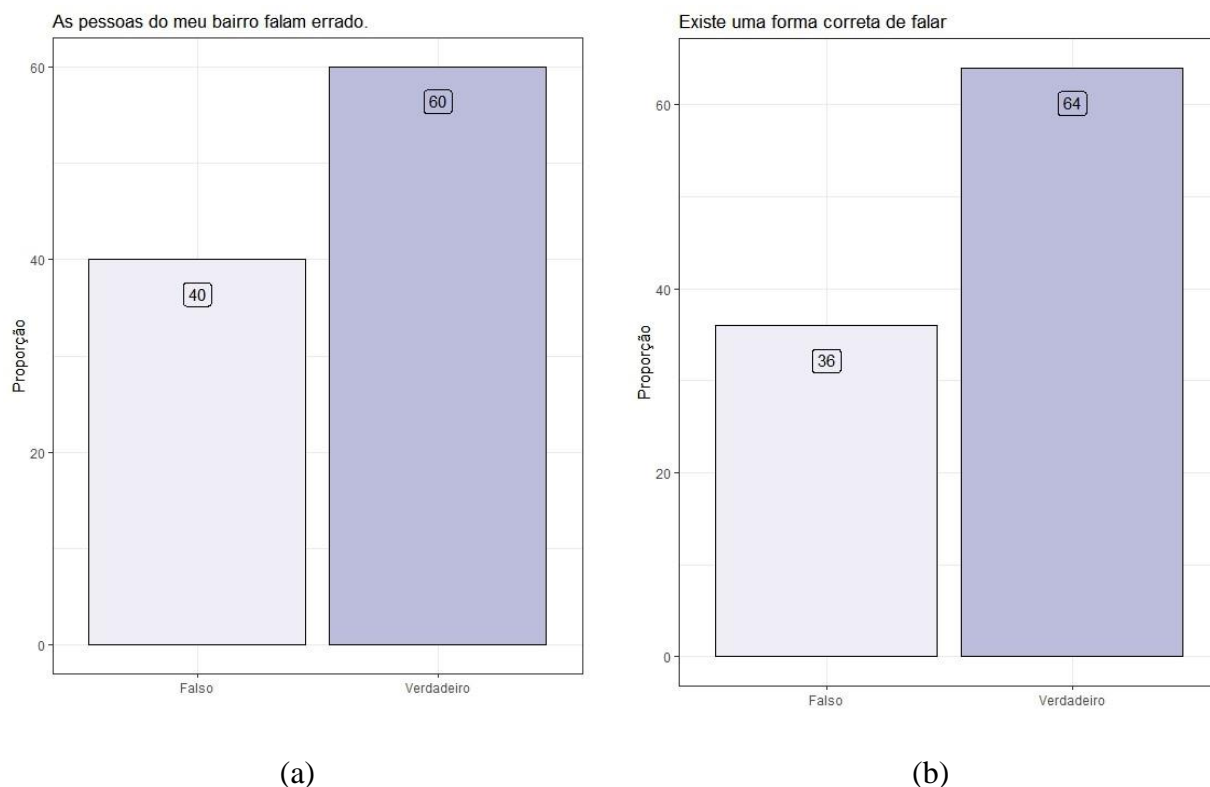 As pessoas do meu bairro falam errado.
Proporção
60
40
20
0
60
40
Falso
Verdadeiro
(a)
Existe uma forma correta de falar
Proporção
60
40
20
0
64
36
Falso
Verdadeiro
(b)